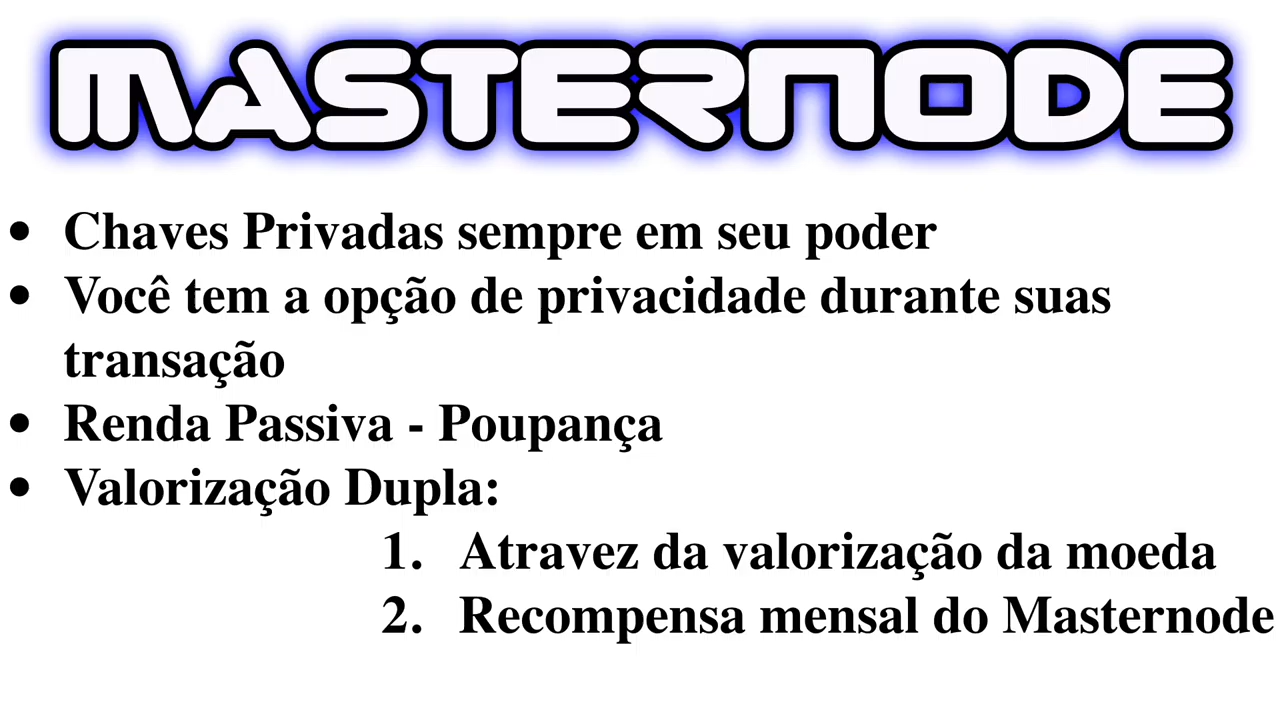 MASTERNODE
• Chaves Privadas sempre em seu poder
• Você tem a opção de privacidade durante suas
transação
• Renda Passiva - Poupança
• Valorização Dupla:
1. Atravez da valorização da moeda
2. Recompensa mensal do Masternode